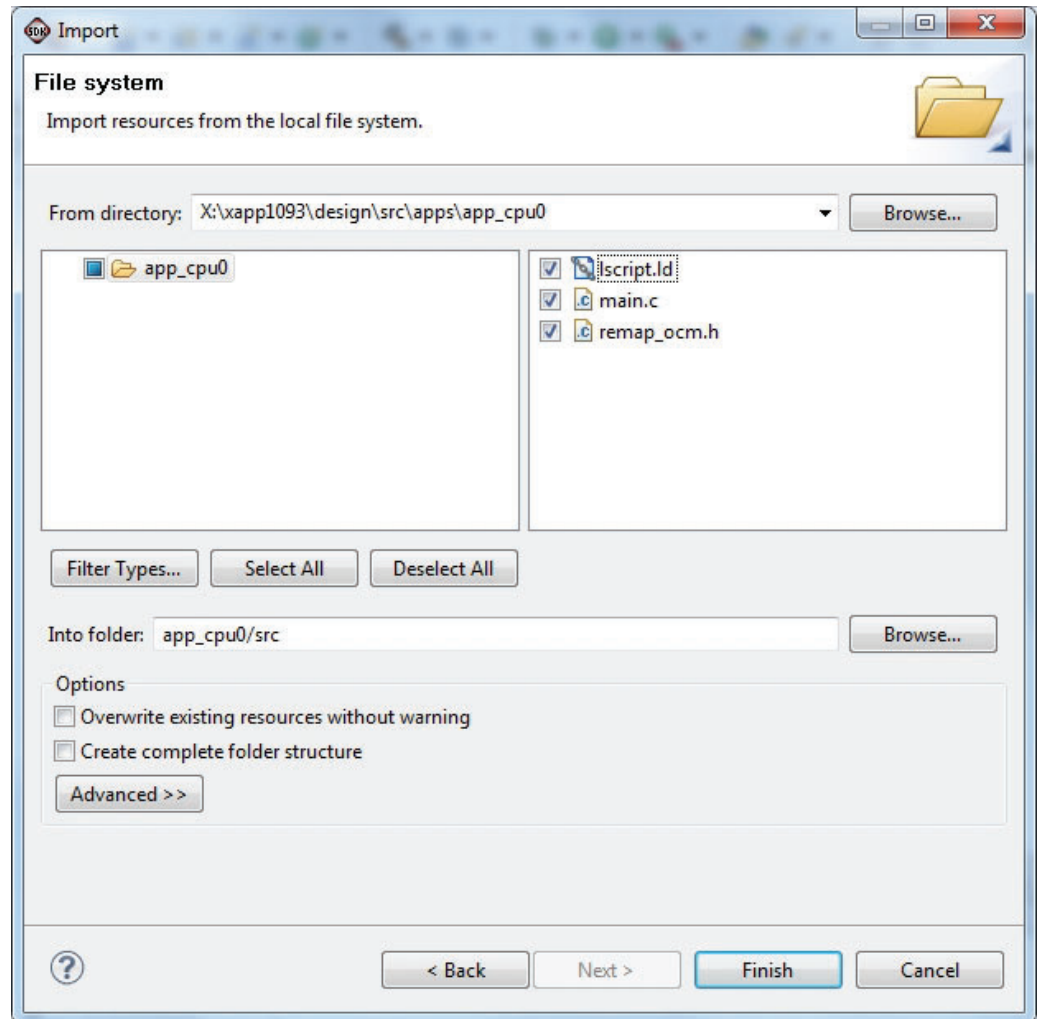 SDK Import
File system
Import resources from the local file system.
From directory: X:\xapp1093\design\src\apps\app_cpu0 Browse...
app_cpu0
lscript.ld
main.c
remap_ocm.h
Filter Types... Select All Deselect All
Into folder: app_cpu0/src Browse...
Options
Overwrite existing resources without warning
Create complete folder structure
Advanced >>
? < Back Next > Finish Cancel